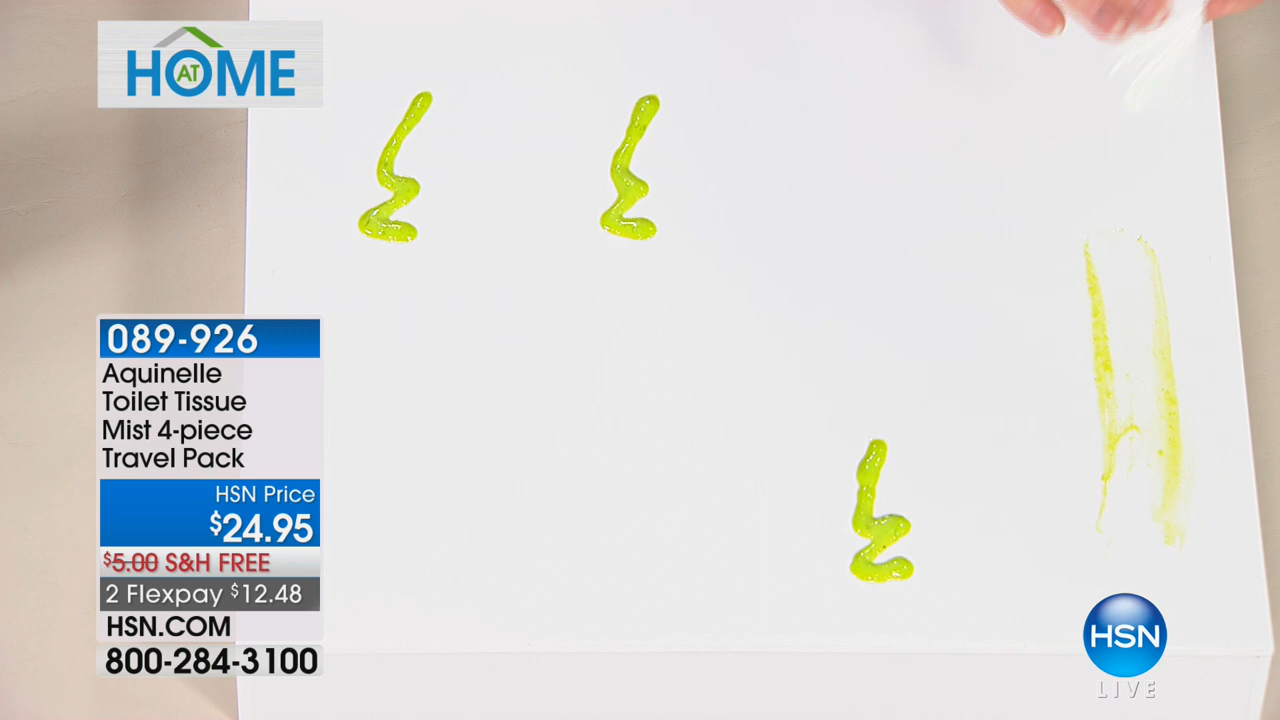 AT
HOME
089-926
Aquinelle
Toilet Tissue
Mist 4-piece
Travel Pack
HSN Price
$24.95
$5.00 S&H FREE
2 Flexpay $12.48
HSN.COM
800-284-3100
HSN
LIVE